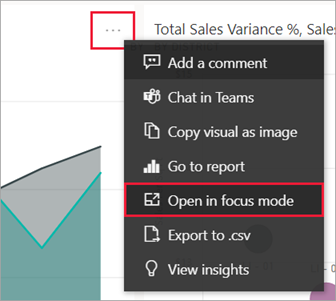 Total Sales Variance %, Sales
Add a comment
Chat in Teams
Copy visual as image
Go to report
Open in focus mode
Export to .csv
View insights